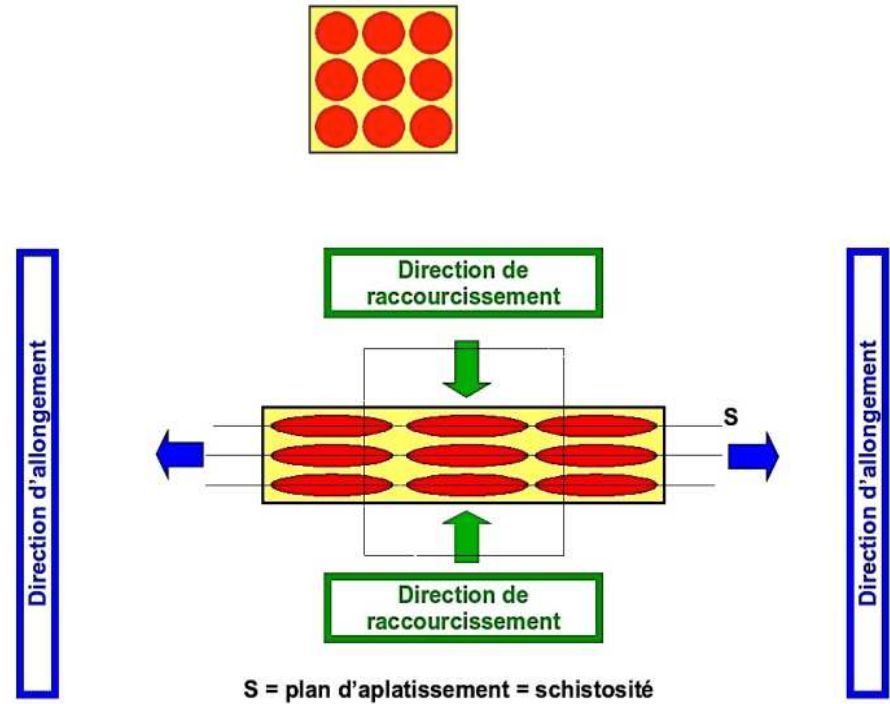 Direction de
raccourcissement
Direction d'allongement
Direction d'allongement
S
Direction de
raccourcissement
S = plan d'aplatissement = schistosité